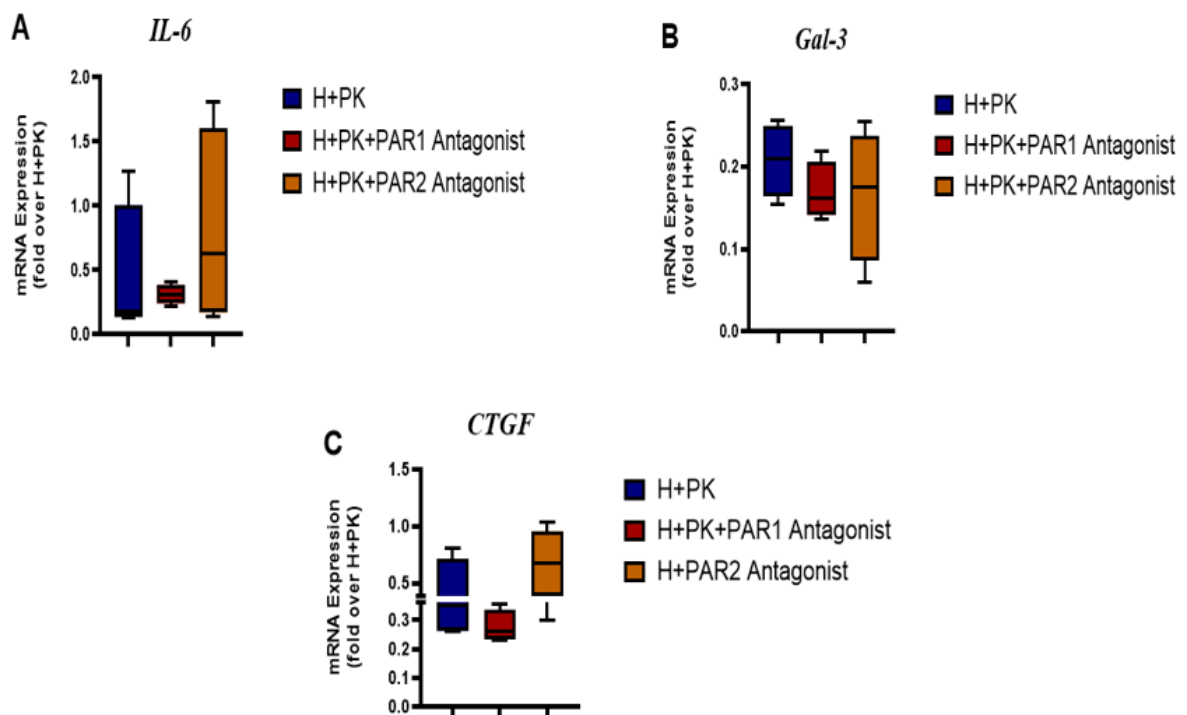 A
IL-6
mRNA Expression
(fold over H+PK)
2.0
1.5
1.0
0.5
0.0
H+PK
H+PK+PAR1 Antagonist
H+PK+PAR2 Antagonist
B
Gal-3
mRNA Expression
(fold over H+PK)
0.3
0.2
0.1
0.0
H+PK
H+PK+PAR1 Antagonist
H+PK+PAR2 Antagonist
C
CTGF
mRNA Expression
(fold over H+PK)
1.5
1.0
0.5
0.3
0.2
0.1
0.0
H+PK
H+PK+PAR1 Antagonist
H+PAR2 Antagonist